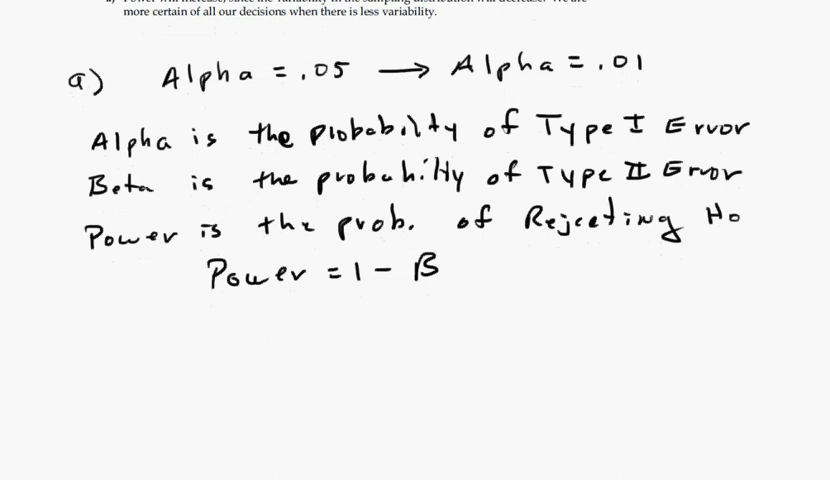 more certain of all our decisions when there is less variability.
a) Alpha = .05 → Alpha = .01
Alpha is the probability of Type I Error
Beta is the probability of Type II Error
Power is the prob. of Rejecting Ho
Power = 1 - β